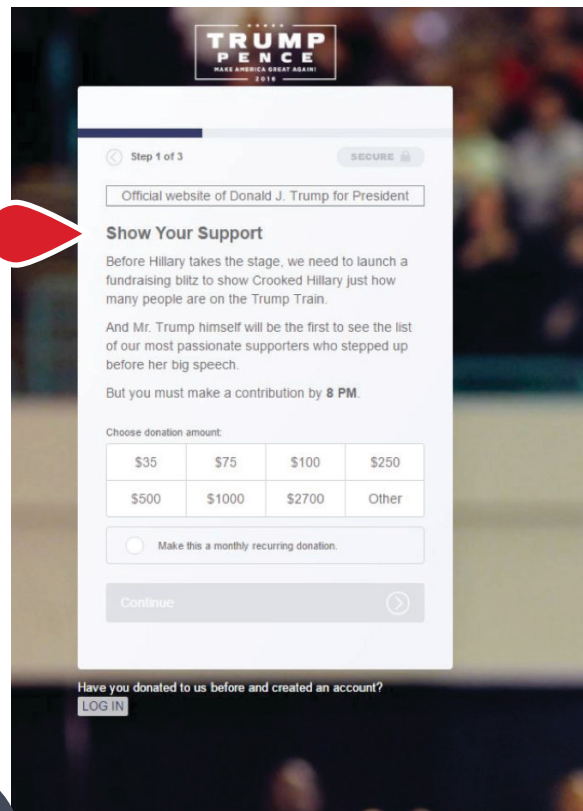 TRUMP
PENCE
MAKE AMERICA GREAT AGAIN!
2016
Step 1 of 3
SECURE
Official website of Donald J. Trump for President
Show Your Support
Before Hillary takes the stage, we need to launch a
fundraising blitz to show Crooked Hillary just how
many people are on the Trump Train.
And Mr. Trump himself will be the first to see the list
of our most passionate supporters who stepped up
before her big speech.
But you must make a contribution by 8 PM.
Choose donation amount:
$35 $75 $100 $250
$500 $1000 $2700 Other
Make this a monthly recurring donation.
Continue
Have you donated to us before and created an account?
LOG IN